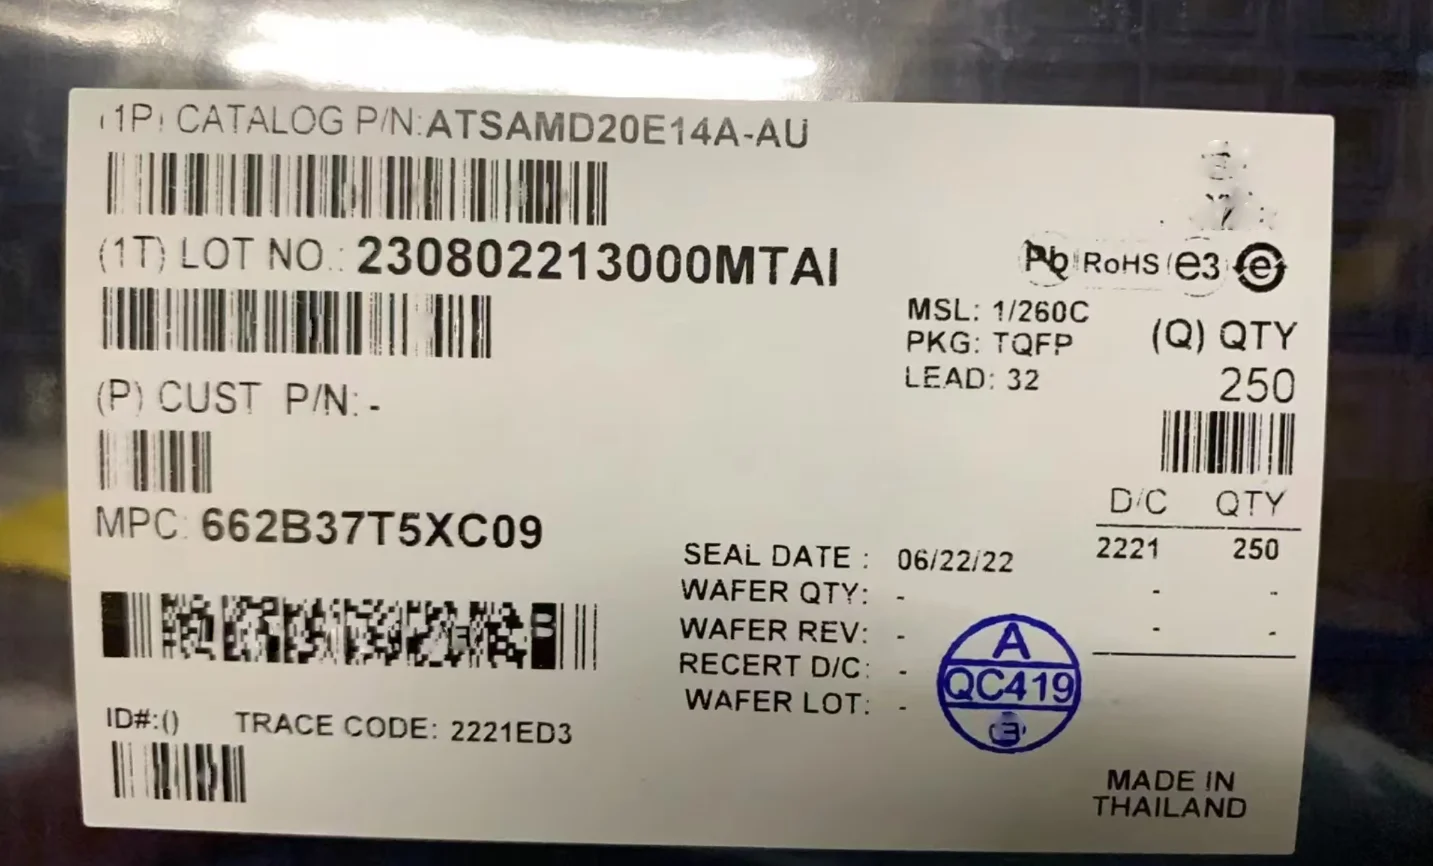 (1P) CATALOG P/N:ATSAMD20E14A-AU
(1T) LOT NO.: 230802213000MTAI
Pb RoHS e3 e
MSL: 1/260C
PKG: TQFP
LEAD: 32
(Q) QTY
250
(P) CUST P/N: -
MPC: 662B37T5XC09
D/C QTY
2221 250
- -
- -
SEAL DATE : 06/22/22
WAFER QTY: -
WAFER REV: -
RECERT D/C: -
WAFER LOT: -
A
QC419
ID#:() TRACE CODE: 2221ED3
MADE IN
THAILAND